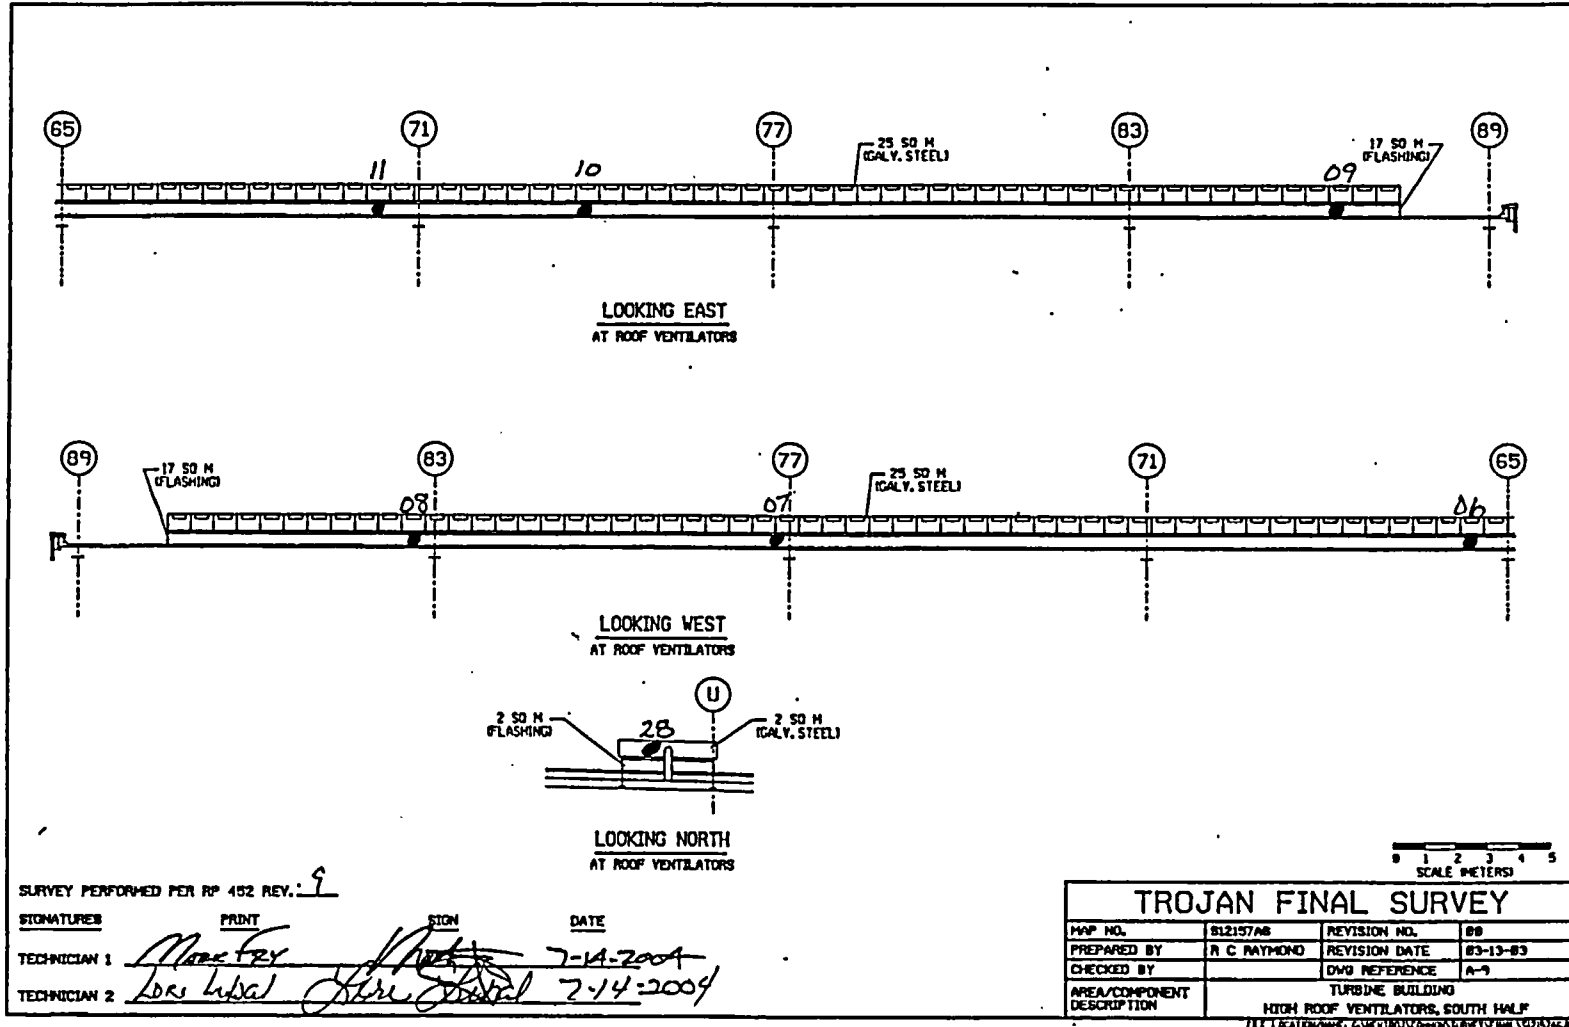 65 71 77 83 89
25 SQ M
(GALV. STEEL)
17 SQ M
(FLASHING)
11 10 09
LOOKING EAST
AT ROOF VENTILATORS
89 83 77 71 65
17 SQ M
(FLASHING)
25 SQ M
(GALV. STEEL)
08 07 06
LOOKING WEST
AT ROOF VENTILATORS
U
2 SQ M
(FLASHING)
28
2 SQ M
(GALV. STEEL)
LOOKING NORTH
AT ROOF VENTILATORS
0 1 2 3 4 5
SCALE (METERS)
SURVEY PERFORMED PER RP 452 REV.: 9
SIGNATURES PRINT SIGN DATE
TECHNICIAN 1 Mark Fry 7-14-2004
TECHNICIAN 2 Lori 7-14-2004
TROJAN FINAL SURVEY
MAP NO. S12157A6 REVISION NO. 00
PREPARED BY R C RAYMOND REVISION DATE 03-13-03
CHECKED BY DWG REFERENCE A-9
AREA/COMPONENT DESCRIPTION
TURBINE BUILDING
HIGH ROOF VENTILATORS, SOUTH HALF